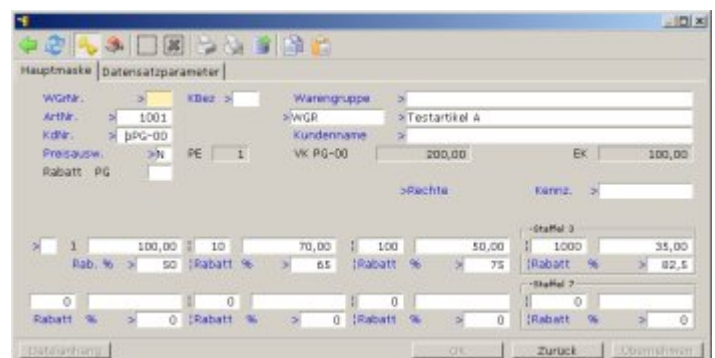 Hauptmaske Datensatzparameter
WGrNr. > KBez > Warengruppe >
ArtNr. > 1001 >WGR >Testartikel A
KdNr. > þPG-00 Kundenname >
Preisausw. >N PE 1 VK PG-00 200,00 EK 100,00
Rabatt PG
>Rechte Kennz. >
-Staffel 3
> 1 100,00 ¦ 10 70,00 ¦ 100 50,00 ¦ 1000 35,00
Rab. % > 50 ¦Rabatt % > 65 ¦Rabatt % > 75 ¦Rabatt % > 82,5
-Staffel 7
0 ¦ 0 ¦ 0 ¦ 0
Rabatt % > 0 ¦Rabatt % > 0 ¦Rabatt % > 0 ¦Rabatt % > 0
Dateianhang OK Zurück Übernehmen